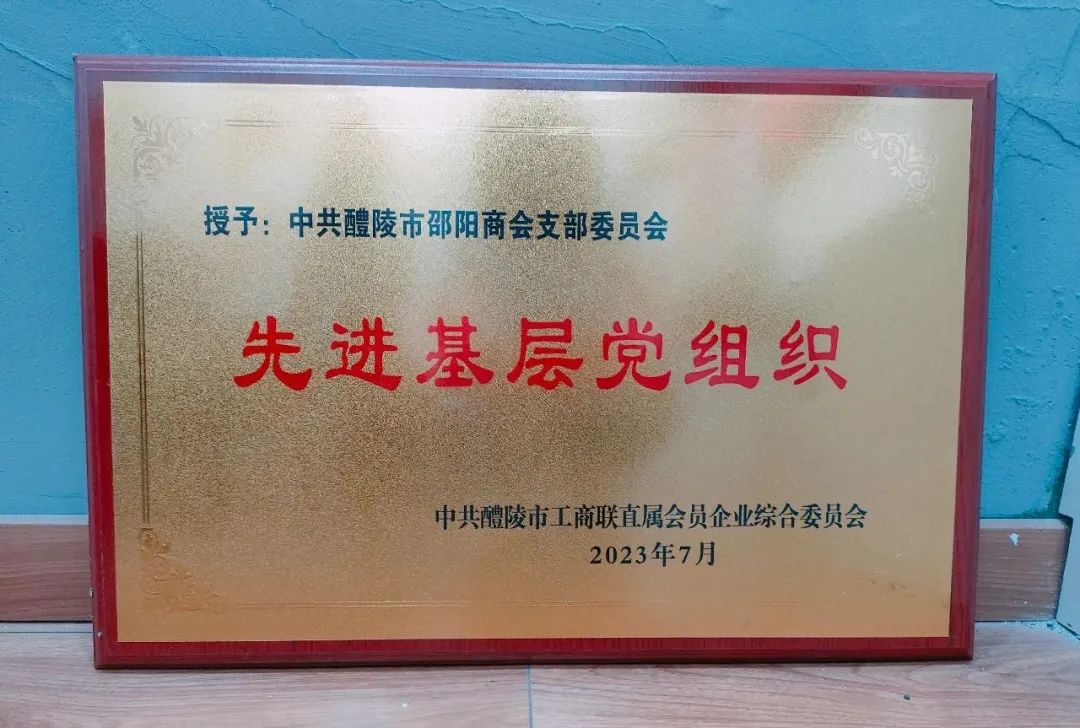 授予：中共醴陵市邵阳商会支部委员会
先进基层党组织
中共醴陵市工商联直属会员企业综合委员会
2023年7月